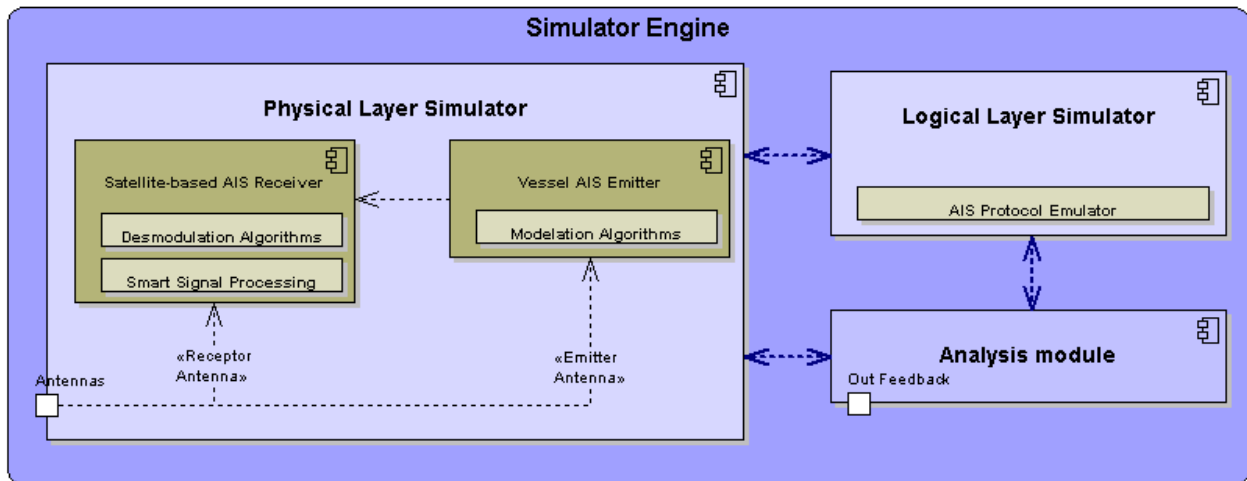 Simulator Engine
Physical Layer Simulator
Satellite-based AIS Receiver
Desmodulation Algorithms
Smart Signal Processing
Vessel AIS Emitter
Modelation Algorithms
«Receptor
Antenna»
«Emitter
Antenna»
Antennas
Logical Layer Simulator
AIS Protocol Emulator
Analysis module
Out Feedback